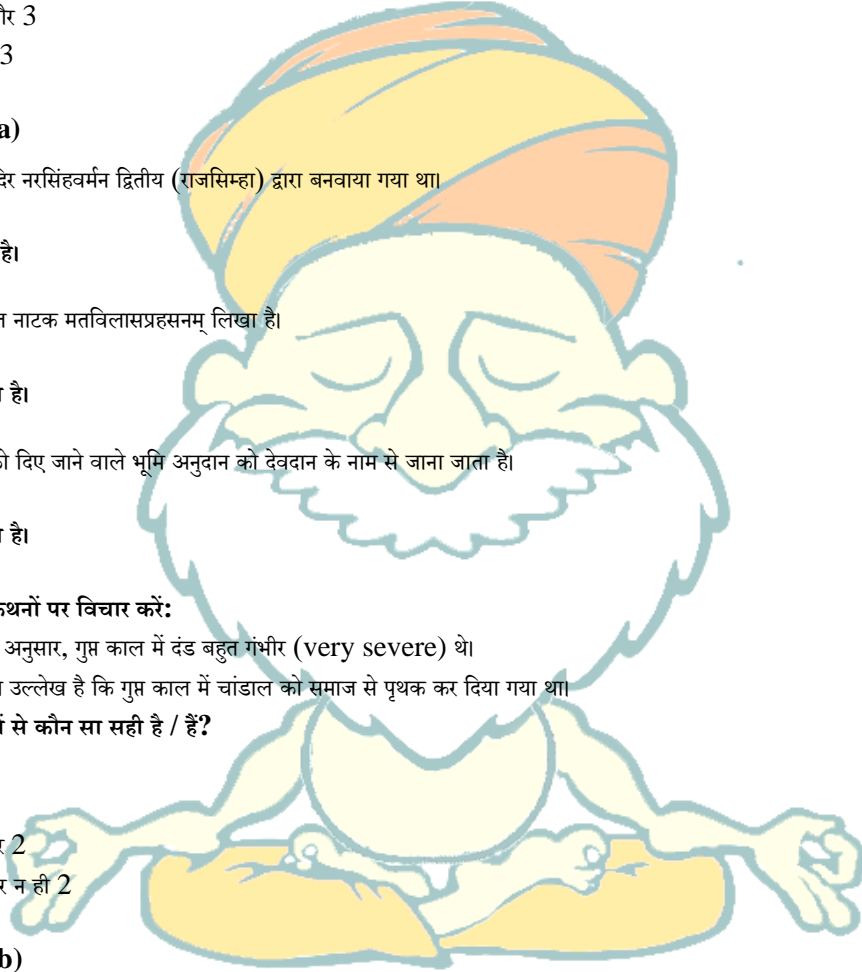 र 3
3
a)
नरसिंहवर्मन द्वितीय (राजसिम्हा) द्वारा बनवाया गया था।
है।
नाटक मतविलासप्रहसनम् लिखा है।
है।
दिए जाने वाले भूमि अनुदान को देवदान के नाम से जाना जाता है।
है।
कथनों पर विचार करें:
अनुसार, गुप्त काल में दंड बहुत गंभीर (very severe) थे।
उल्लेख है कि गुप्त काल में चांडाल को समाज से पृथक कर दिया गया था।
से कौन सा सही है / हैं?
र 2
र न ही 2
b)